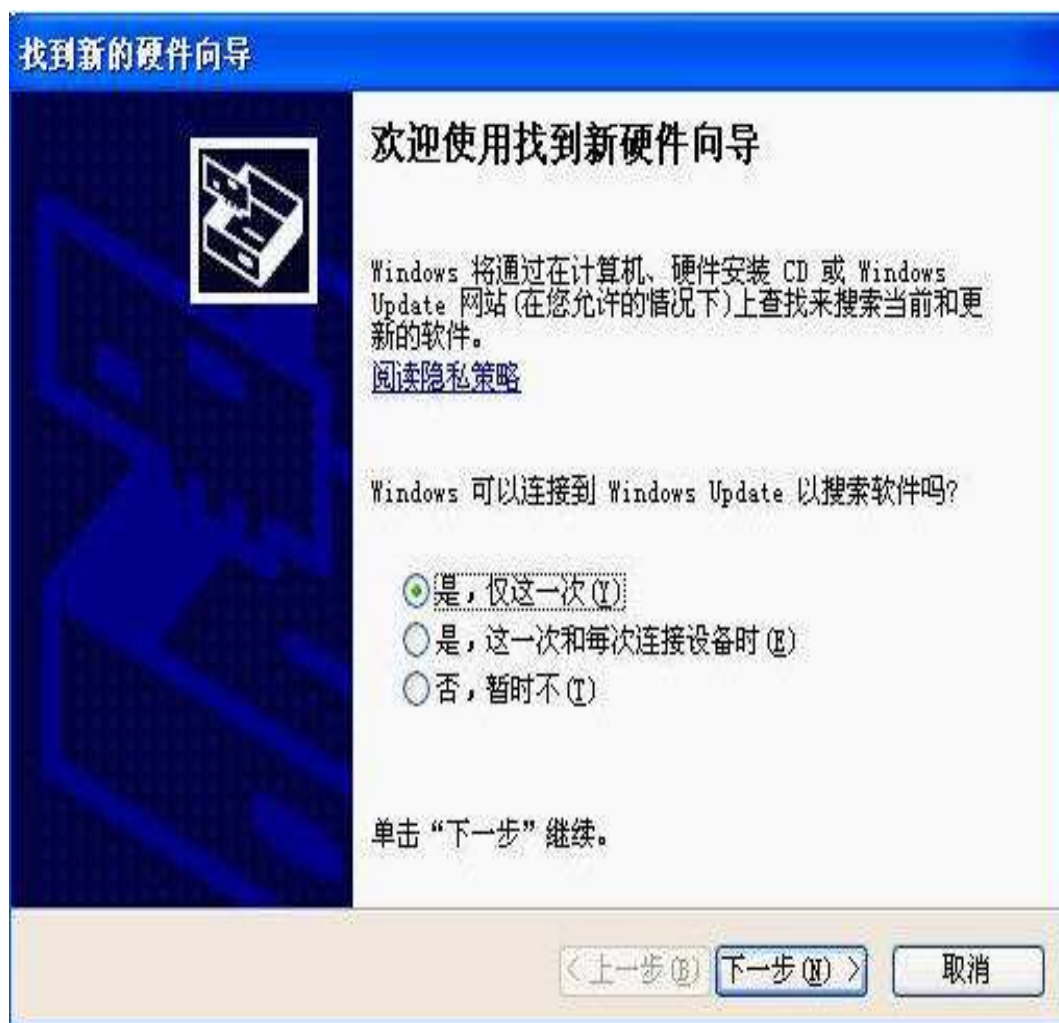 找到新的硬件向导
欢迎使用找到新硬件向导
Windows 将通过在计算机、硬件安装 CD 或 Windows
Update 网站(在您允许的情况下)上查找来搜索当前和更
新的软件。
阅读隐私策略
Windows 可以连接到 Windows Update 以搜索软件吗?
是，仅这一次(Y)
是，这一次和每次连接设备时(E)
否，暂时不(T)
单击“下一步”继续。
<上一步(B) 下一步(N)> 取消